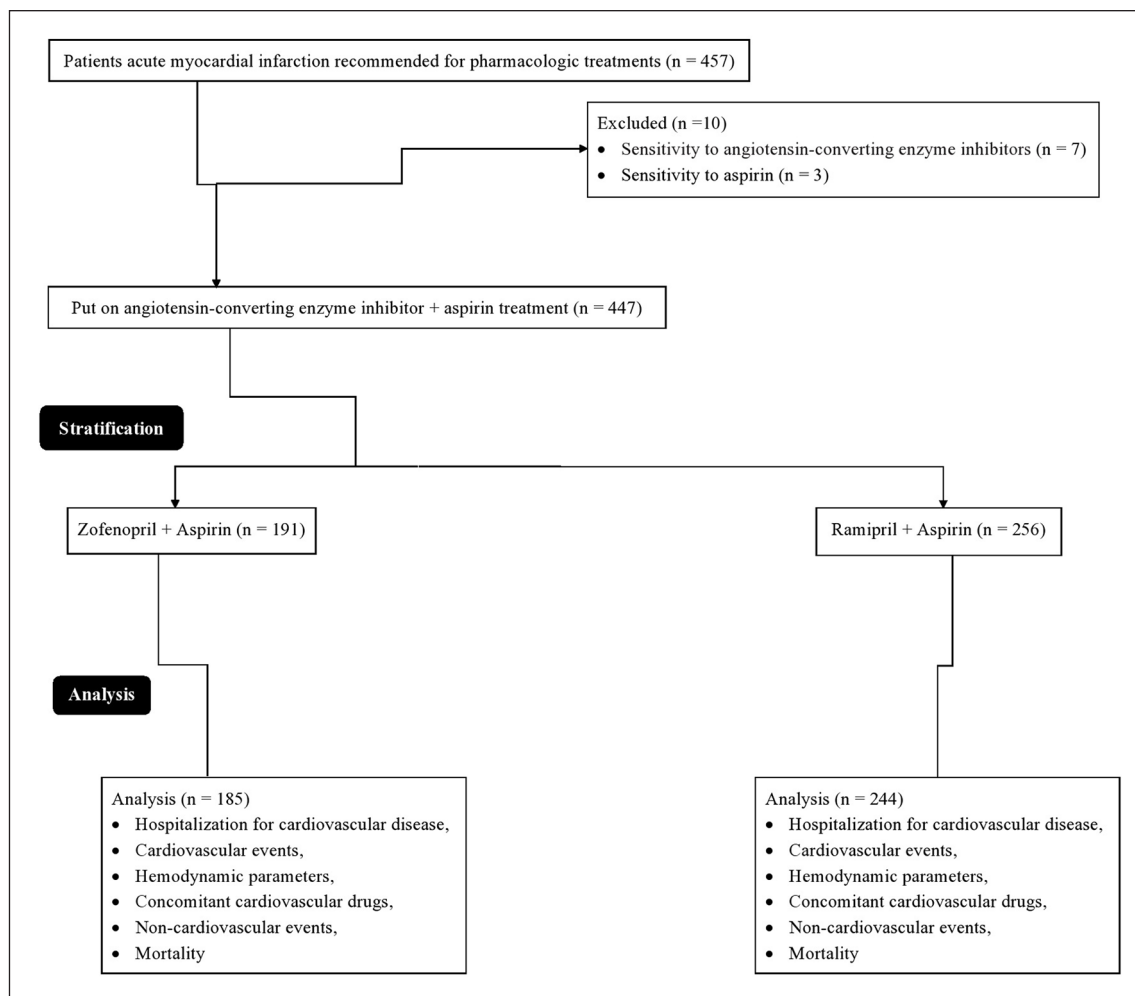 Patients acute myocardial infarction recommended for pharmacologic treatments (n = 457)
Excluded (n =10)
• Sensitivity to angiotensin-converting enzyme inhibitors (n = 7)
• Sensitivity to aspirin (n = 3)
Put on angiotensin-converting enzyme inhibitor + aspirin treatment (n = 447)
Stratification
Zofenopril + Aspirin (n = 191)
Ramipril + Aspirin (n = 256)
Analysis
Analysis (n = 185)
• Hospitalization for cardiovascular disease,
• Cardiovascular events,
• Hemodynamic parameters,
• Concomitant cardiovascular drugs,
• Non-cardiovascular events,
• Mortality
Analysis (n = 244)
• Hospitalization for cardiovascular disease,
• Cardiovascular events,
• Hemodynamic parameters,
• Concomitant cardiovascular drugs,
• Non-cardiovascular events,
• Mortality